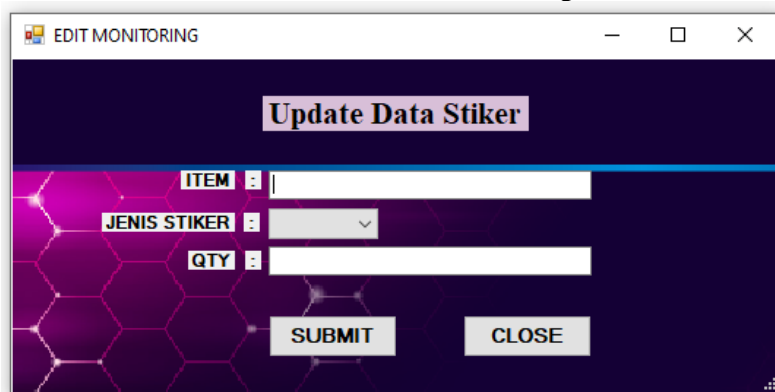 EDIT MONITORING
Update Data Stiker
ITEM :
JENIS STIKER :
QTY :
SUBMIT CLOSE